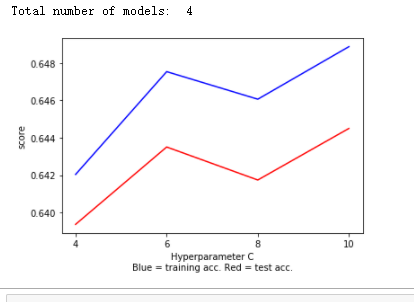 Total number of models: 4
0.648
0.646
0.644
0.642
0.640
score
4 6 8 10
Hyperparameter C
Blue = training acc. Red = test acc.